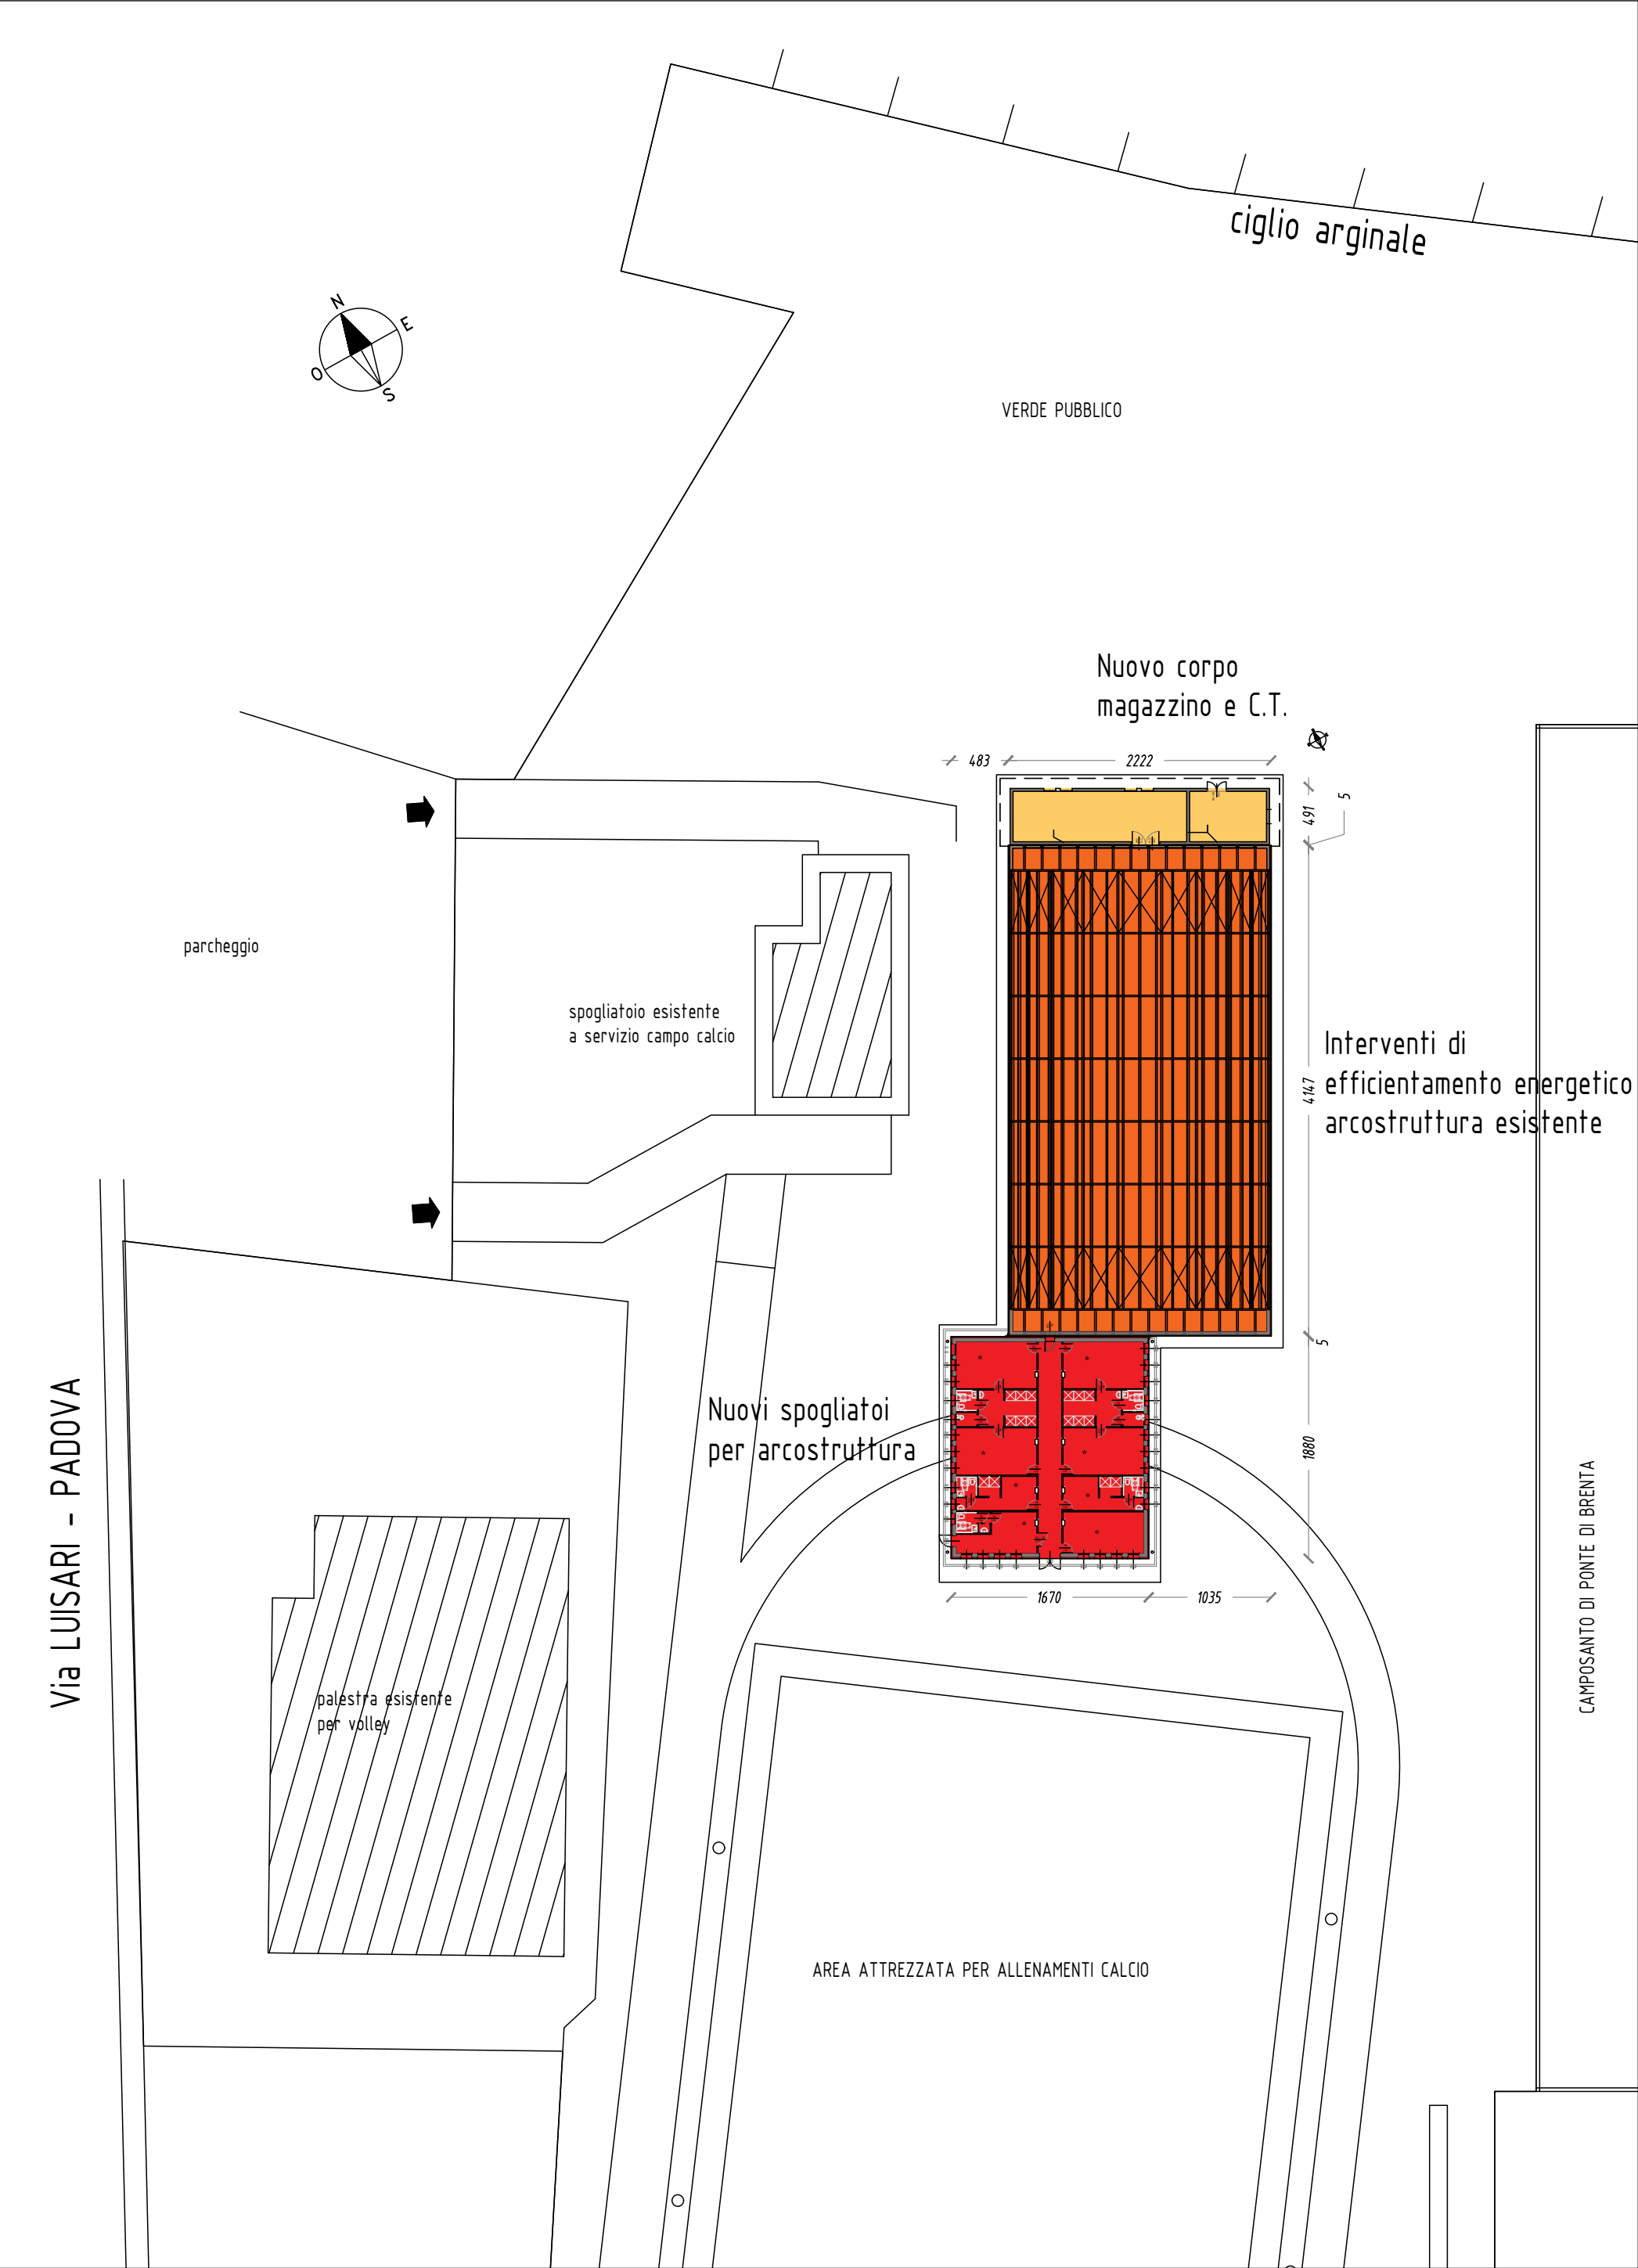 ciglio arginale
N
E
O
S
VERDE PUBBLICO
Nuovo corpo
magazzino e C.T.
483
2222
491
5
parcheggio
spogliatoio esistente
a servizio campo calcio
Interventi di
efficientamento energetico
arcostruttura esistente
4147
5
Nuovi spogliatoi
per arcostruttura
1880
1670
1035
Via LUISARI - PADOVA
CAMPOSANTO DI PONTE DI BRENTA
palestra esistente
per volley
AREA ATTREZZATA PER ALLENAMENTI CALCIO